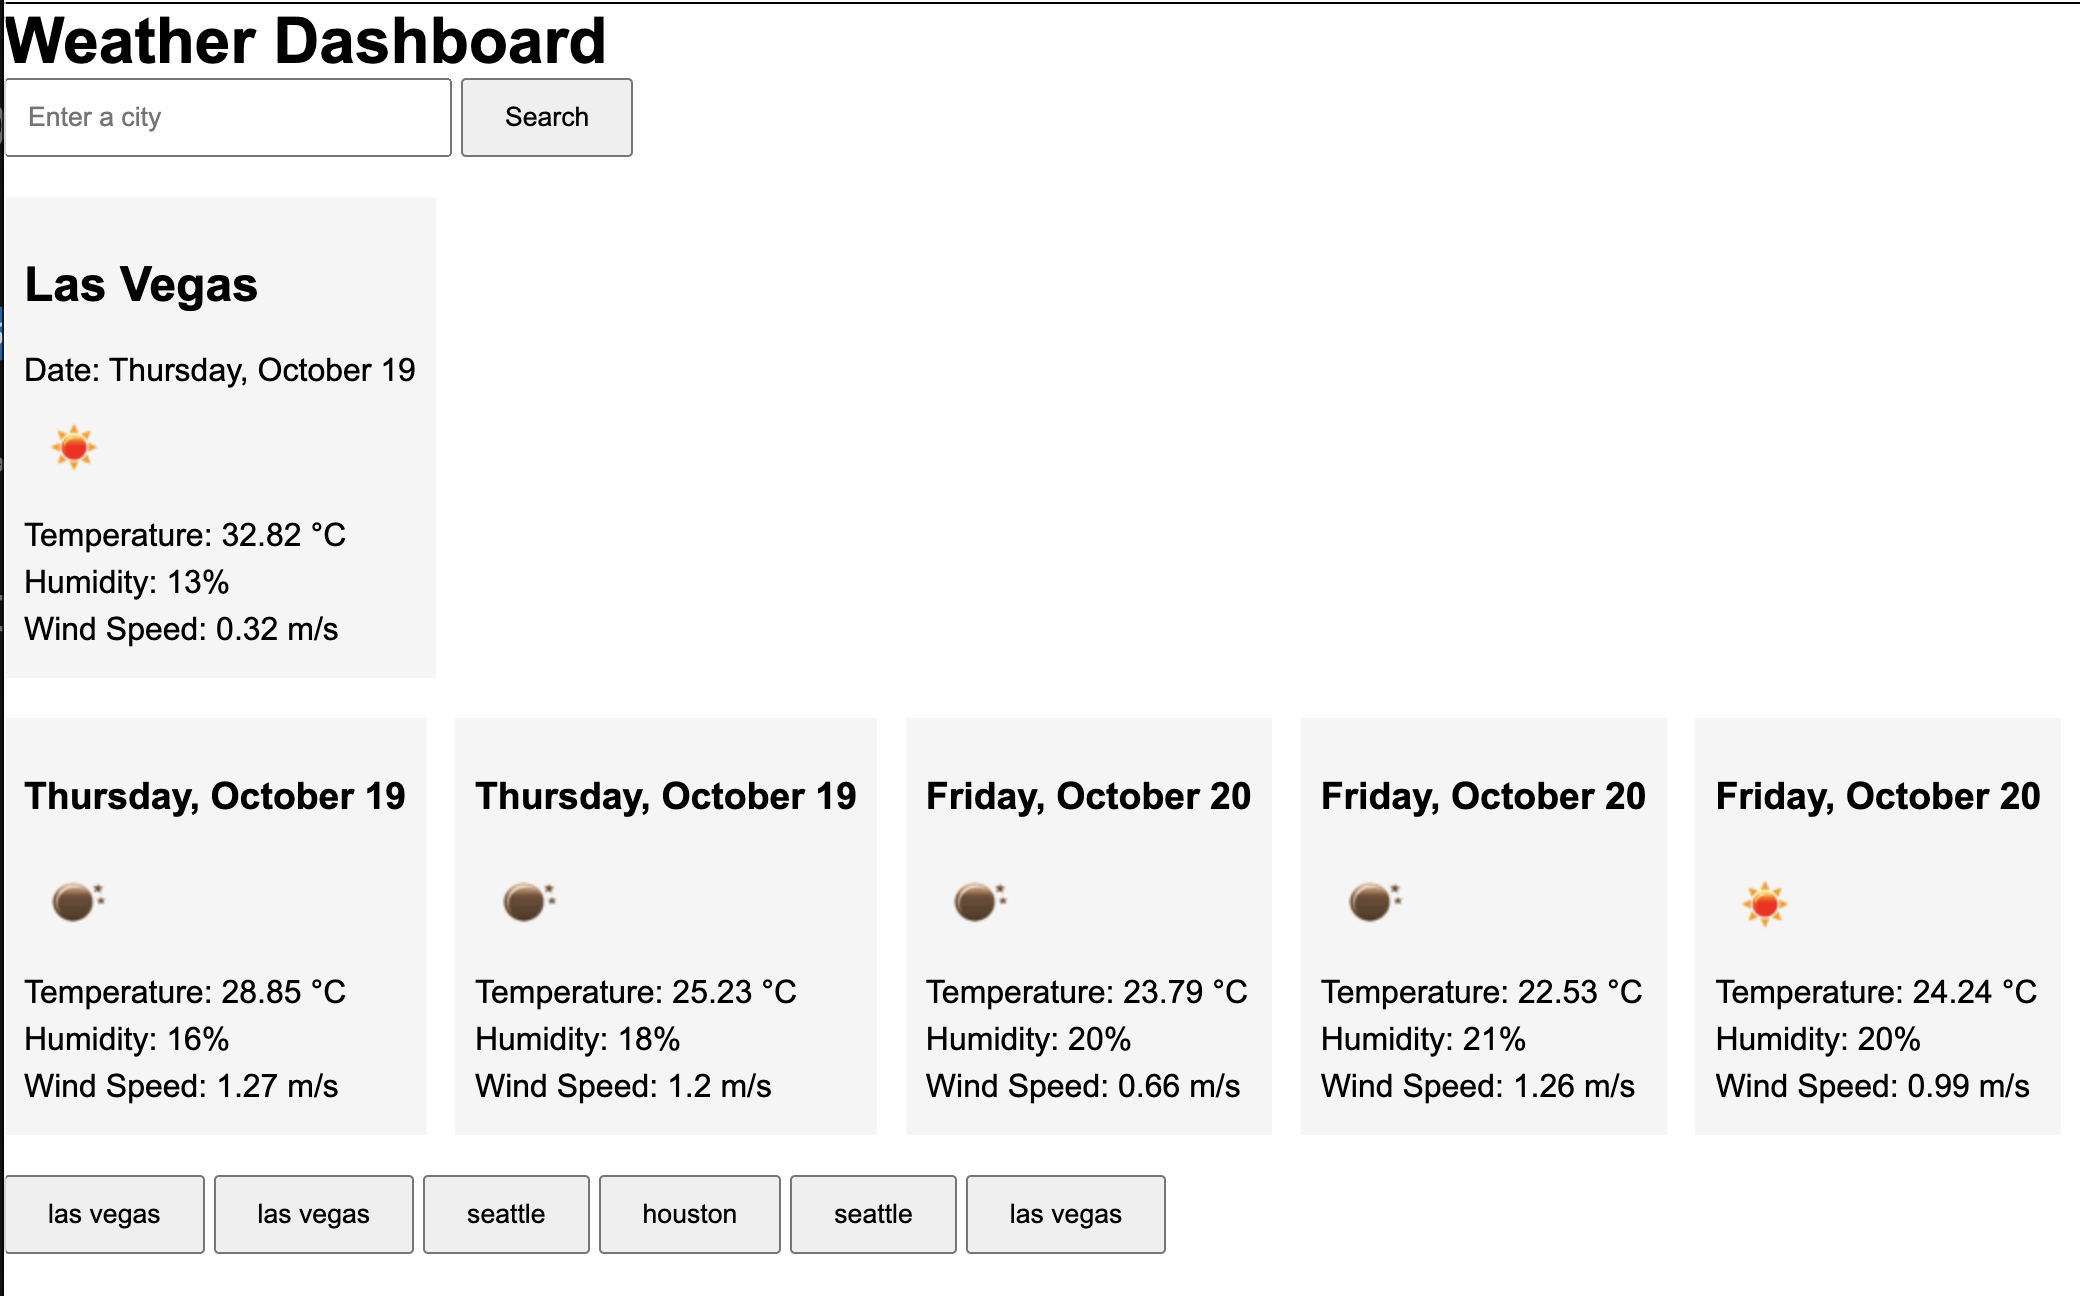 Weather Dashboard
Enter a city
Search
Las Vegas
Date: Thursday, October 19
Temperature: 32.82 °C
Humidity: 13%
Wind Speed: 0.32 m/s
Thursday, October 19
Temperature: 28.85 °C
Humidity: 16%
Wind Speed: 1.27 m/s
Thursday, October 19
Temperature: 25.23 °C
Humidity: 18%
Wind Speed: 1.2 m/s
Friday, October 20
Temperature: 23.79 °C
Humidity: 20%
Wind Speed: 0.66 m/s
Friday, October 20
Temperature: 22.53 °C
Humidity: 21%
Wind Speed: 1.26 m/s
Friday, October 20
Temperature: 24.24 °C
Humidity: 20%
Wind Speed: 0.99 m/s
las vegas
las vegas
seattle
houston
seattle
las vegas